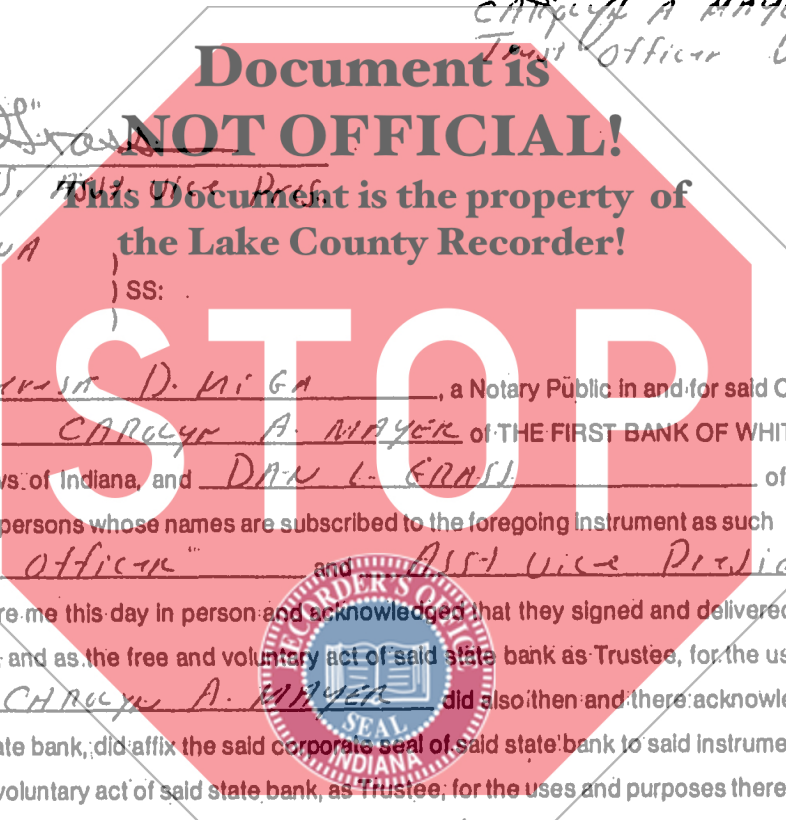 CAROLYN A MAYE
Trust Officer
Document is
NOT OFFICIAL!
Asst. Vice Pres.
This Document is the property of
the Lake County Recorder!
)
) SS:
)
STOP
D. MIGA, a Notary Public in and for said C
CAROLYN A. MAYER of THE FIRST BANK OF WHIT
ws of Indiana, and DAN L. GRASS of
persons whose names are subscribed to the foregoing instrument as such
Officer" and Asst Vice Presid
re me this day in person and acknowledged that they signed and delivered
and as the free and voluntary act of said state bank as Trustee, for the us
CAROLYN A. MAYER did also then and there acknowle
ate bank, did affix the said corporate seal of said state bank to said instrume
voluntary act of said state bank, as Trustee, for the uses and purposes there
RECORDER'S OFFICE
SEAL
INDIANA